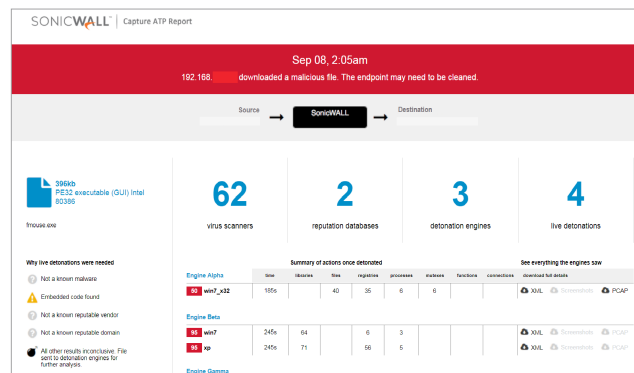 SONICWALL | Capture ATP Report
Sep 08, 2:05am
192.168. downloaded a malicious file. The endpoint may need to be cleaned.
Source
SonicWALL
Destination
396kb
PE32 executable (GUI) Intel
80386
fmouse.exe
62
virus scanners
2
reputation databases
3
detonation engines
4
live detonations
Why live detonations were needed
Not a known malware
Embedded code found
Not a known reputable vendor
Not a known reputable domain
All other results inconclusive. File
sent to detonation engines for
further analysis.
Summary of actions once detonated
See everything the engines saw
Engine Alpha time libraries files registries processes mutexes functions connections download full details
50 win7_x32 185s 40 35 6 6 XML Screenshots PCAP
Engine Beta
95 win7 245s 64 6 3 XML Screenshots PCAP
95 xp 245s 71 56 5 XML Screenshots PCAP
Engine Gamma